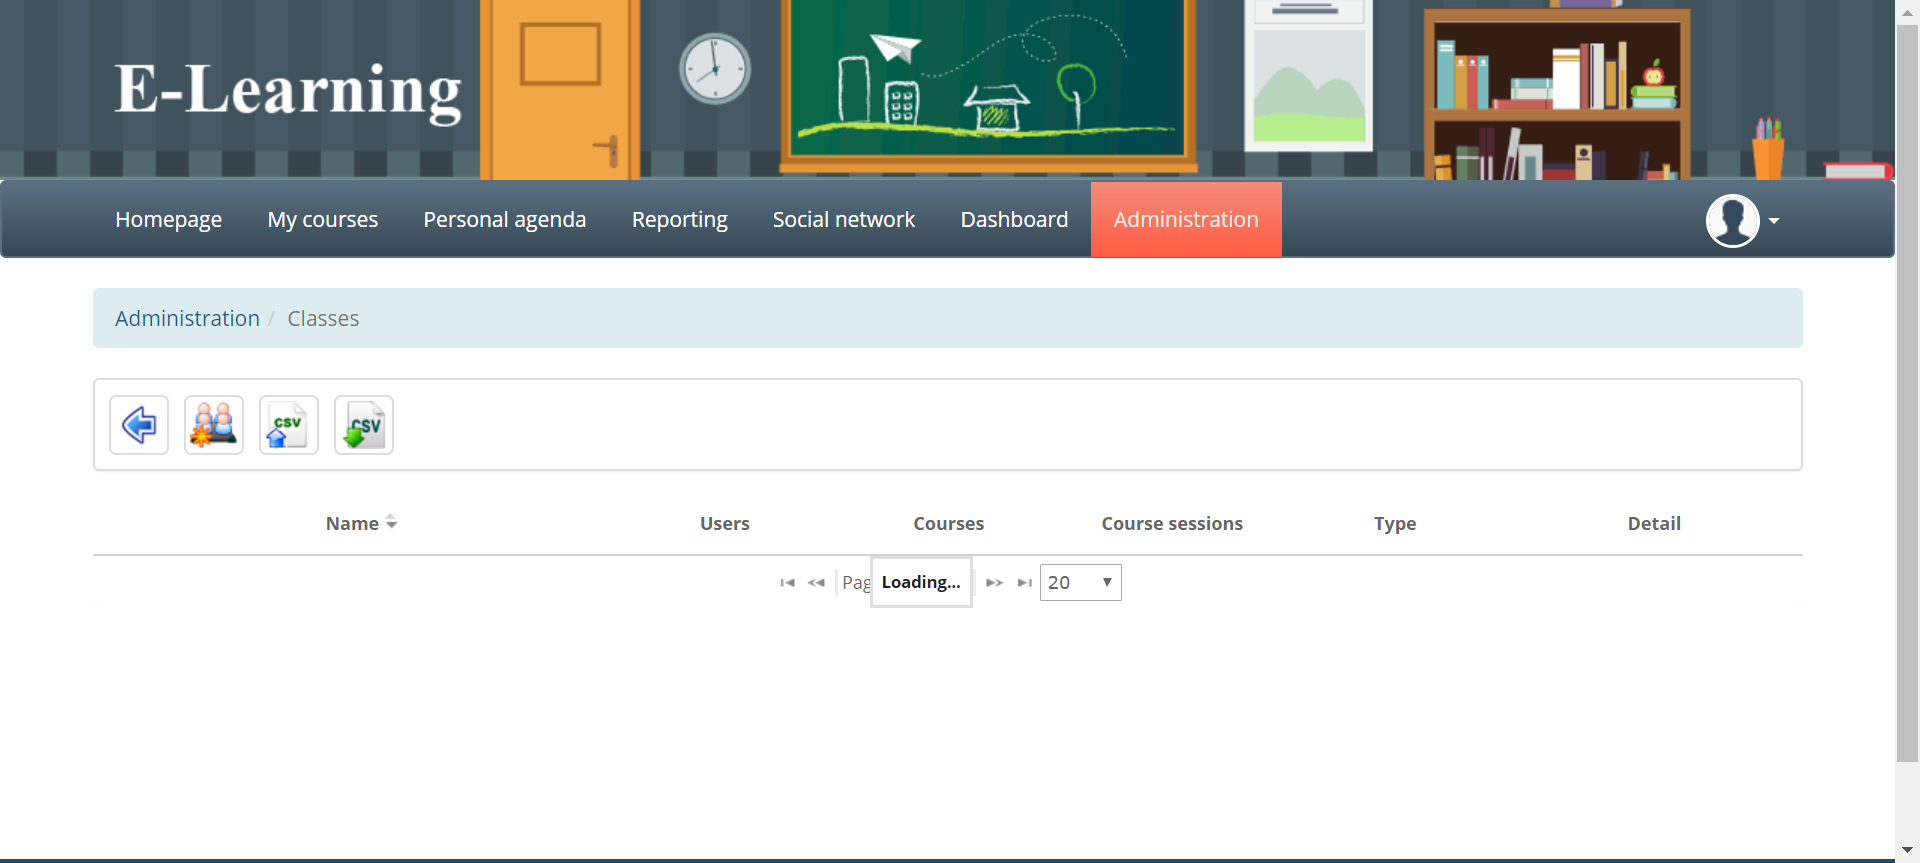 E-Learning
Homepage My courses Personal agenda Reporting Social network Dashboard Administration
Administration / Classes
CSV CSV
Name Users Courses Course sessions Type Detail
Pag Loading... 20